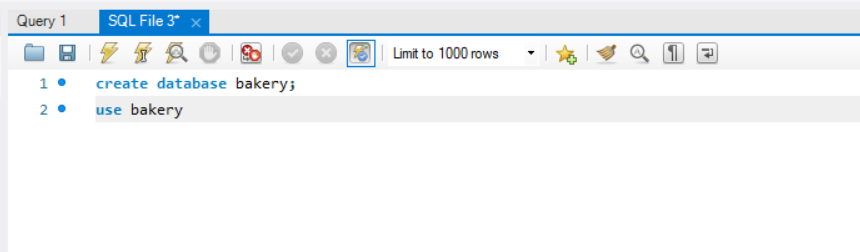 Query 1
SQL File 3*
Limit to 1000 rows
1 create database bakery;
2 use bakery